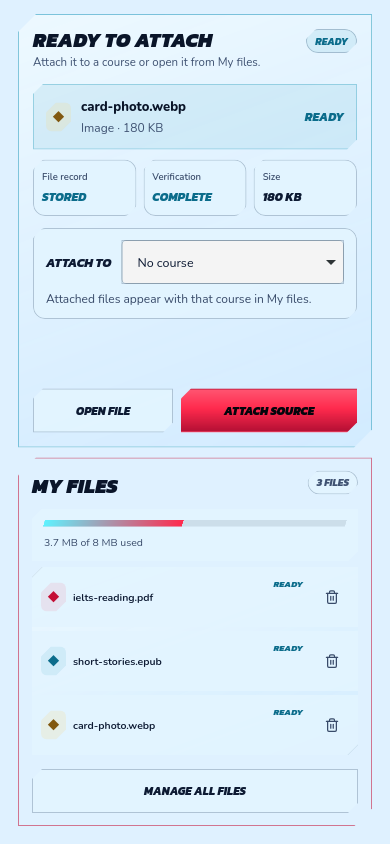 READY TO ATTACH
READY
Attach it to a course or open it from My files.
card-photo.webp
Image · 180 KB
READY
File record
STORED
Verification
COMPLETE
Size
180 KB
ATTACH TO
No course
Attached files appear with that course in My files.
OPEN FILE
ATTACH SOURCE
MY FILES
3 FILES
3.7 MB of 8 MB used
ielts-reading.pdf
READY
short-stories.epub
READY
card-photo.webp
READY
MANAGE ALL FILES